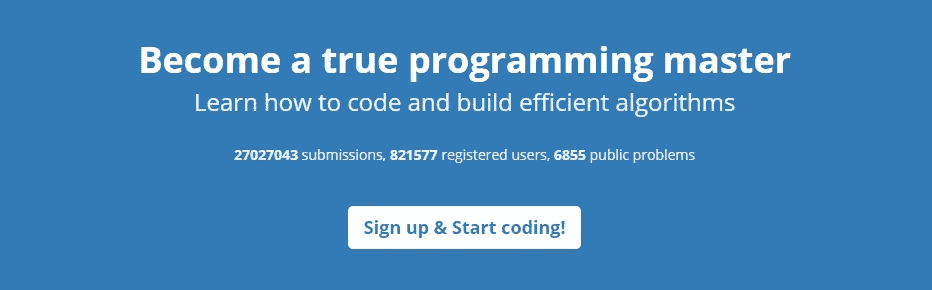 Become a true programming master
Learn how to code and build efficient algorithms
27027043 submissions, 821577 registered users, 6855 public problems
Sign up & Start coding!